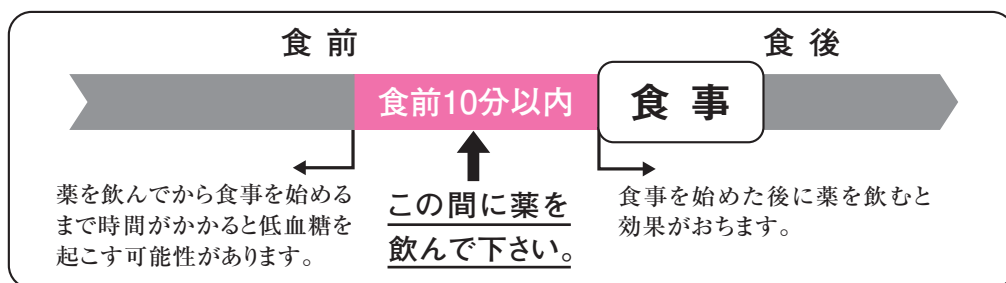 食前
食後
食前10分以内
食事
薬を飲んでから食事を始める
まで時間がかかると低血糖を
起こす可能性があります。
この間に薬を
飲んで下さい。
食事を始めた後に薬を飲むと
効果がおちます。